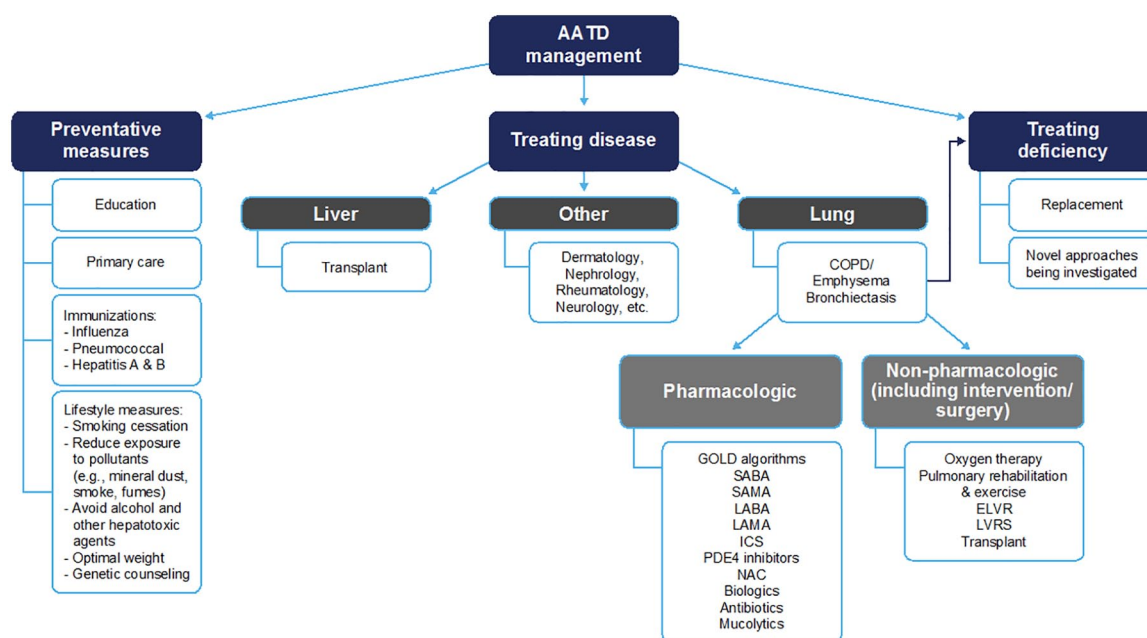 AATD
management
Preventative
measures
Education
Primary care
Immunizations:
- Influenza
- Pneumococcal
- Hepatitis A & B
Lifestyle measures:
- Smoking cessation
- Reduce exposure
to pollutants
(e.g., mineral dust,
smoke, fumes)
- Avoid alcohol and
other hepatotoxic
agents
- Optimal weight
- Genetic counseling
Treating disease
Liver
Transplant
Other
Dermatology,
Nephrology,
Rheumatology,
Neurology, etc.
Lung
COPD/
Emphysema
Bronchiectasis
Pharmacologic
GOLD algorithms
SABA
SAMA
LABA
LAMA
ICS
PDE4 inhibitors
NAC
Biologics
Antibiotics
Mucolytics
Non-pharmacologic
(including intervention/
surgery)
Oxygen therapy
Pulmonary rehabilitation
& exercise
ELVR
LVRS
Transplant
Treating
deficiency
Replacement
Novel approaches
being investigated